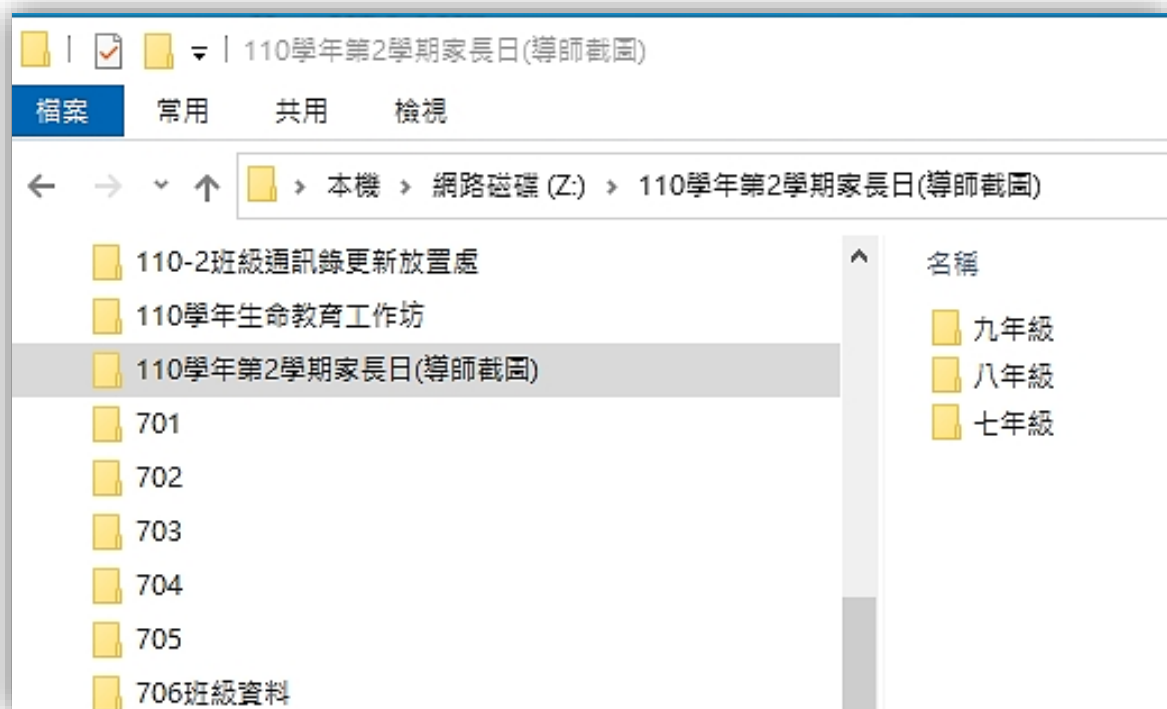 110學年第2學期家長日(導師截圖)
檔案 常用 共用 檢視
本機 > 網路磁碟 (Z:) > 110學年第2學期家長日(導師截圖)
110-2班級通訊錄更新放置處
110學年生命教育工作坊
110學年第2學期家長日(導師截圖)
701
702
703
704
705
706班級資料
名稱
九年級
八年級
七年級